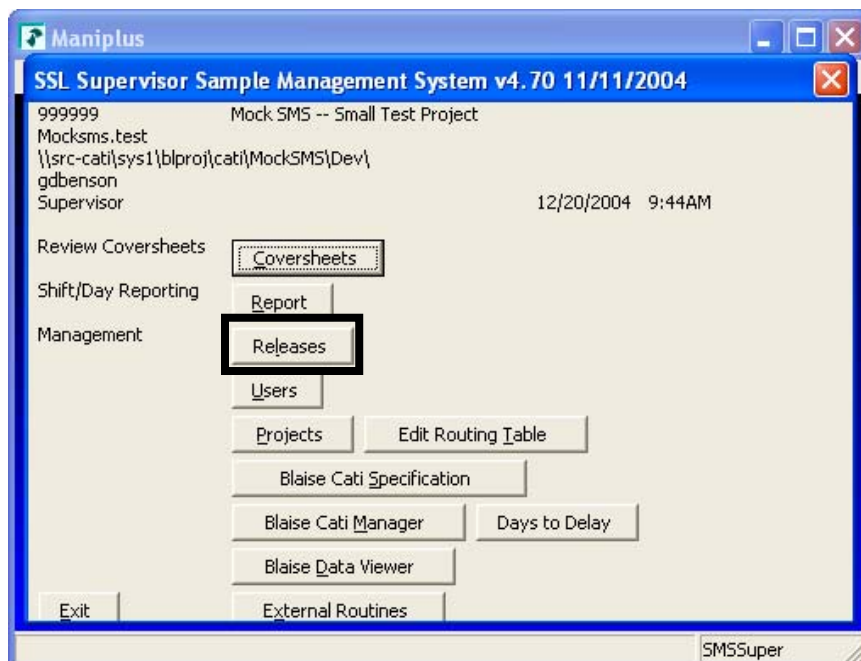 Maniplus
SSL Supervisor Sample Management System v4.70 11/11/2004
999999 Mock SMS -- Small Test Project
Mocksms.test
\\src-cati\sys1\blproj\cati\MockSMS\Dev\
gdbenson
Supervisor 12/20/2004 9:44AM
Review Coversheets Coversheets
Shift/Day Reporting Report
Management Releases
Users
Projects Edit Routing Table
Blaise Cati Specification
Blaise Cati Manager Days to Delay
Blaise Data Viewer
Exit External Routines
SMSSuper